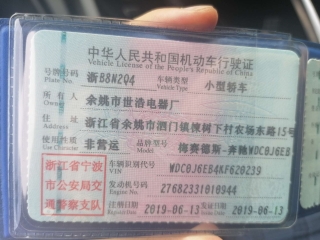 中华人民共和国机动车行驶证
Vehicle License of the People's Republic of China
号牌号码 浙B8N2Q4 车辆类型 小型轿车
Plate No. Vehicle Type
所有人 余姚市世浩电器厂
Owner
住址 浙江省余姚市泗门镇楝树下村农场东路15号
Address
使用性质 非营运 品牌型号 梅赛德斯-奔驰WDC0J6EB
Use Character Model
浙江省宁波 车辆识别代号 WDC0J6EB4KF620239
市公安局交 VIN
通警察支队 发动机号码 27682331010944
Engine No.
注册日期 2019-06-13 发证日期 2019-06-13